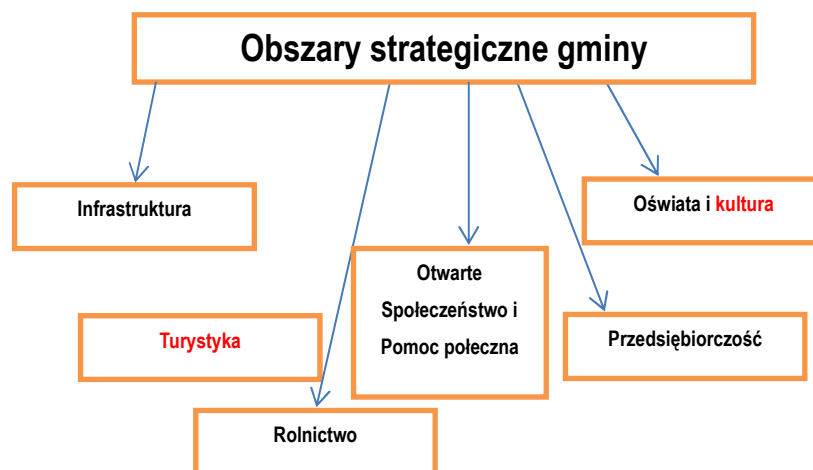 Obszary strategiczne gminy
Infrastruktura
Oświata i kultura
Otwarte
Społeczeństwo i
Pomoc połeczna
Turystyka
Przedsiębiorczość
Rolnictwo